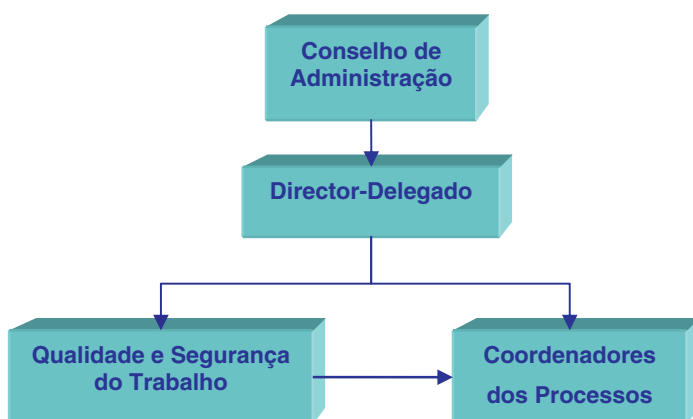 Conselho de
Administração
Director-Delegado
Qualidade e Segurança
do Trabalho
Coordenadores
dos Processos